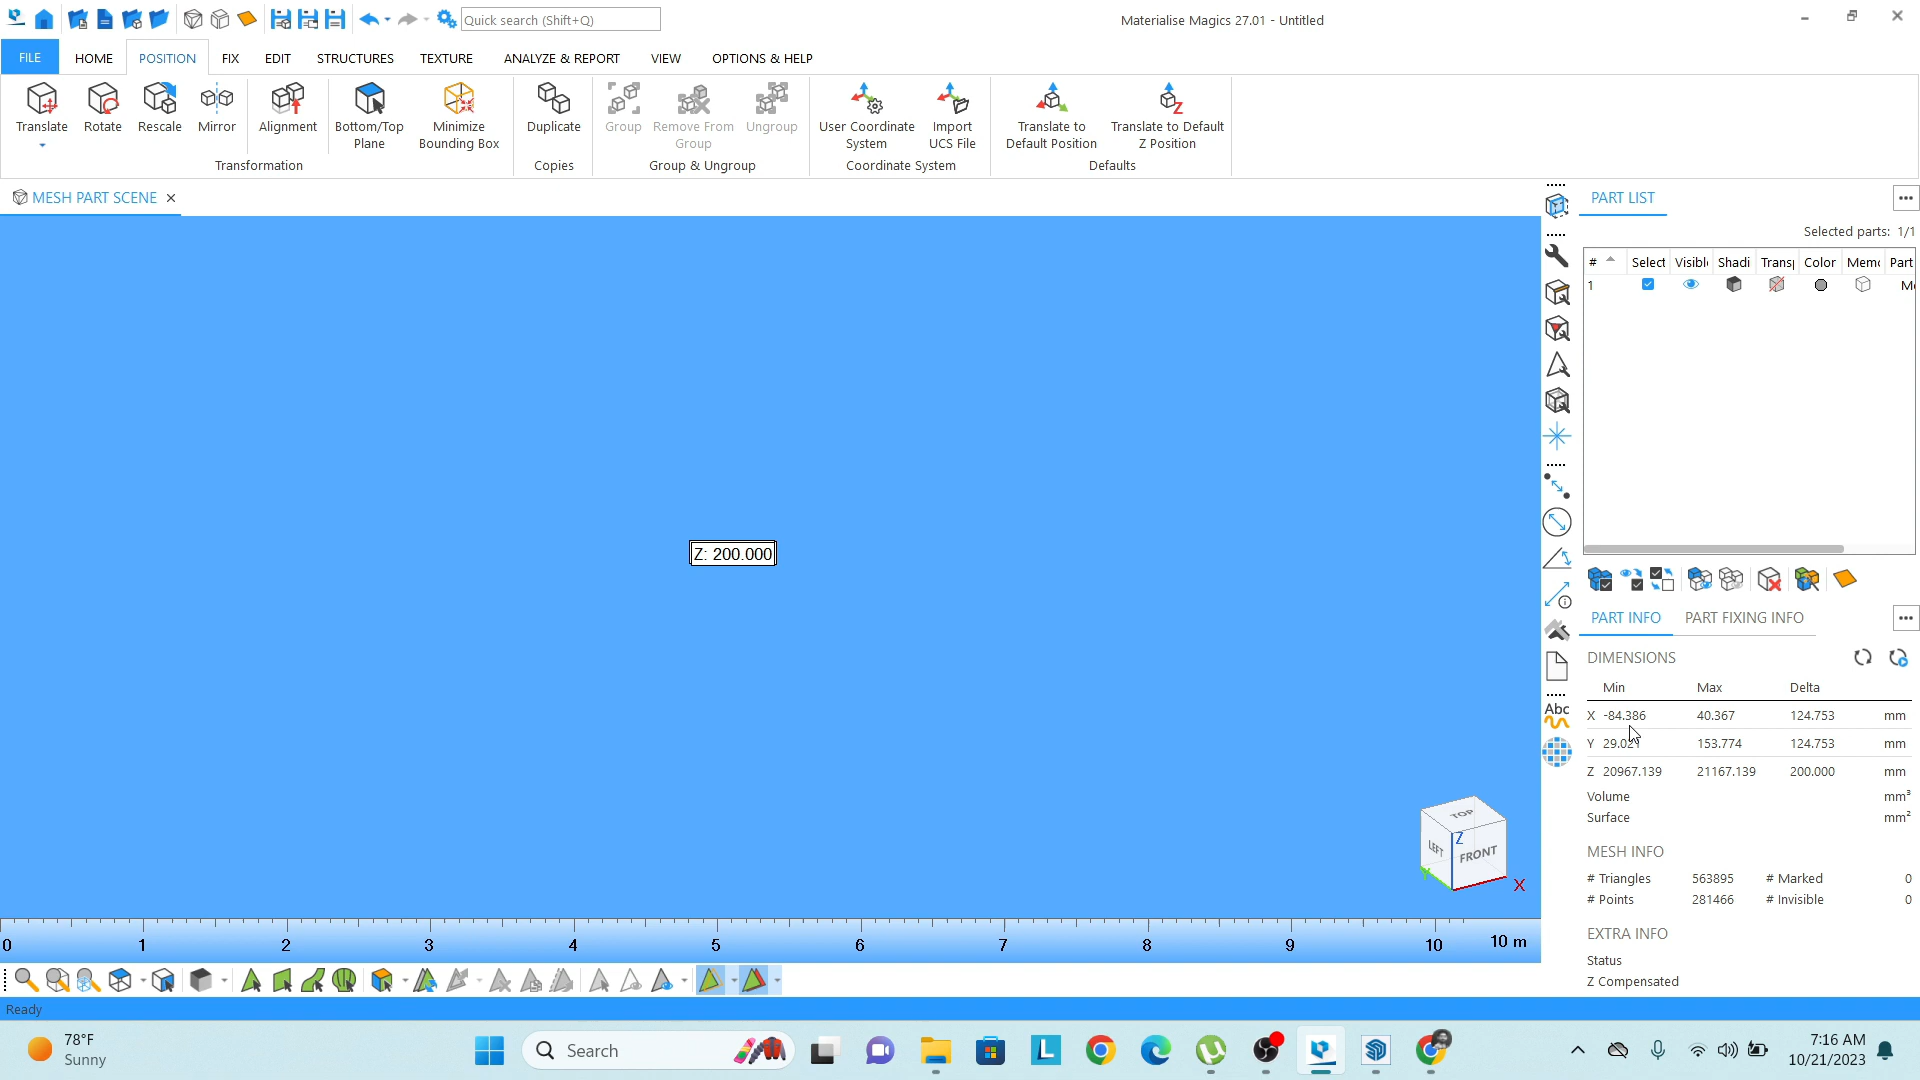 Quick search (Shift+Q)
Materialise Magics 27.01 - Untitled
FILE HOME POSITION FIX EDIT STRUCTURES TEXTURE ANALYZE & REPORT VIEW OPTIONS & HELP
Translate Rotate Rescale Mirror Alignment Bottom/Top Plane Minimize Bounding Box Duplicate Group Remove From Group Ungroup User Coordinate System Import UCS File Translate to Default Position Translate to Default Z Position
Transformation Copies Group & Ungroup Coordinate System Defaults
MESH PART SCENE
PART LIST
Selected parts: 1/1
# Select Visibl Shadi Trans Color Mem Part
1 M
Z: 200.000
PART INFO PART FIXING INFO
DIMENSIONS
Min Max Delta
X -84.386 40.367 124.753 mm
Y 29.021 153.774 124.753 mm
Z 20967.139 21167.139 200.000 mm
Volume mm³
Surface mm²
MESH INFO
# Triangles 563895 # Marked 0
# Points 281466 # Invisible 0
EXTRA INFO
Status
Z Compensated
Abc
TOP
LEFT FRONT
Z
Y X
0 1 2 3 4 5 6 7 8 9 10 10 m
Ready
78°F
Sunny
Search
L
7:16 AM
10/21/2023